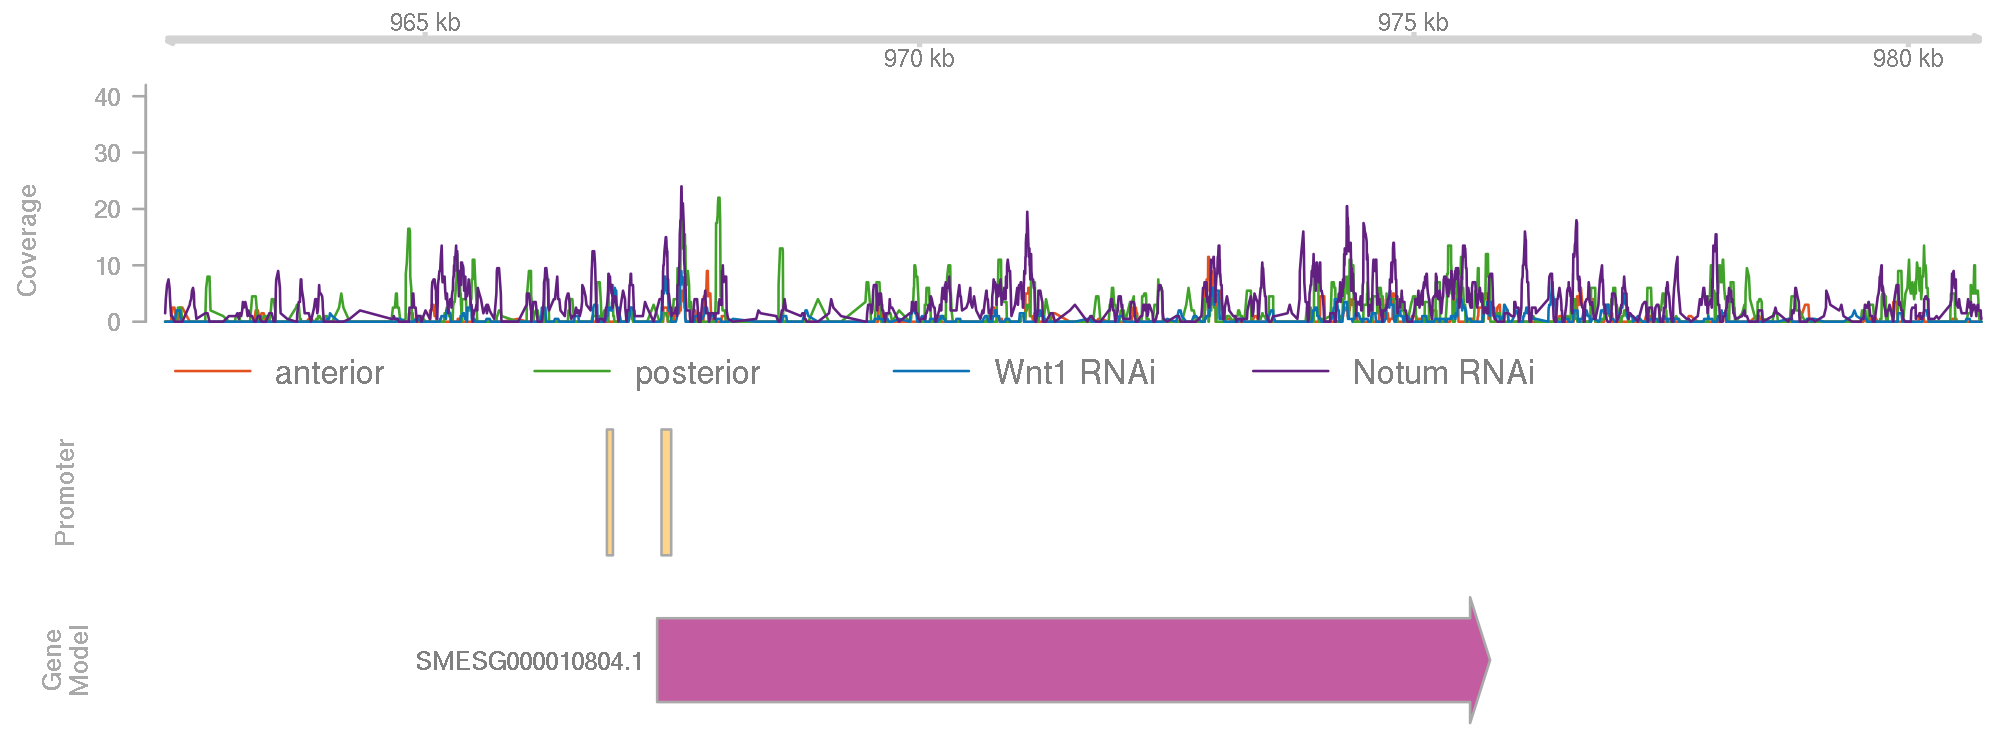 965 kb
975 kb
970 kb
980 kb
Coverage
40
30
20
10
0
anterior
posterior
Wnt1 RNAi
Notum RNAi
Promoter
Gene
Model
SMESG000010804.1